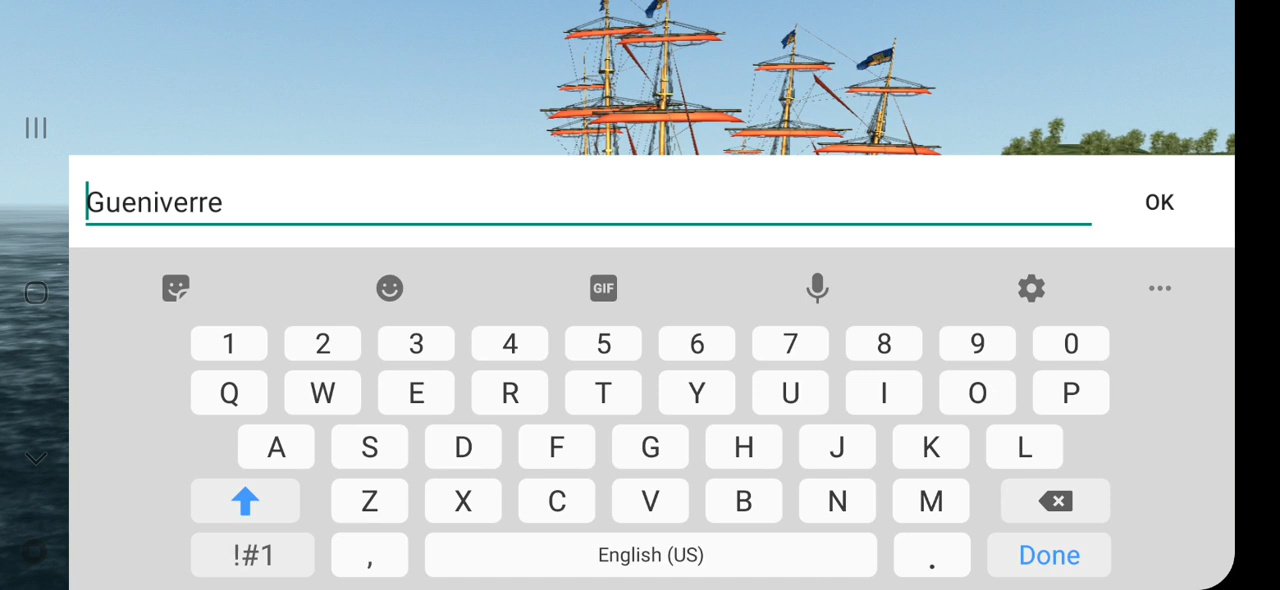 Gueniverre
OK
GIF
1 2 3 4 5 6 7 8 9 0
Q W E R T Y U I O P
A S D F G H J K L
Z X C V B N M
!#1 , English (US) . Done